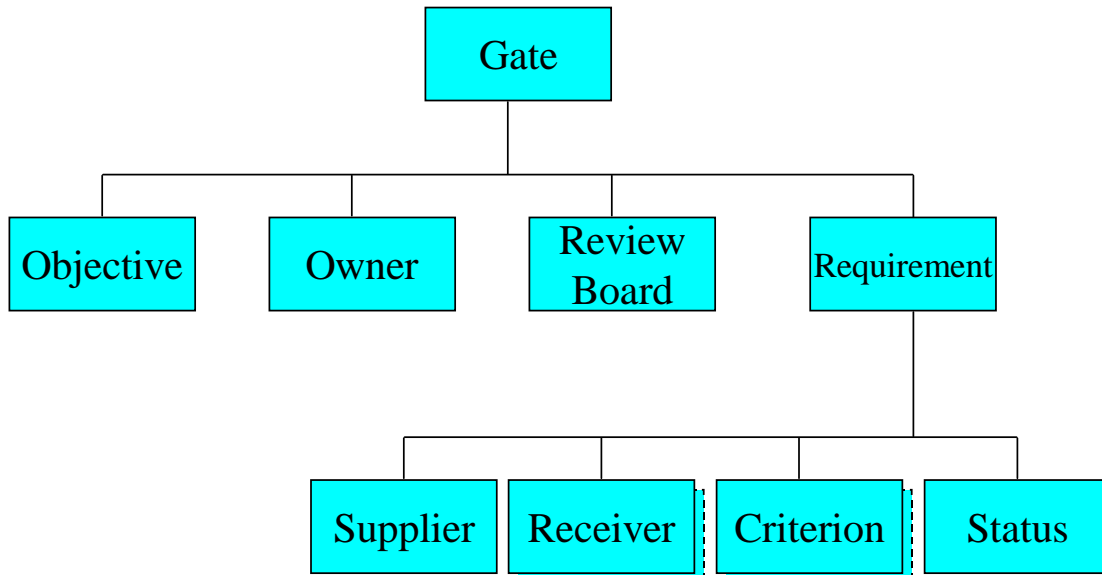 Gate
Objective
Owner
Review
Board
Requirement
Supplier
Receiver
Criterion
Status